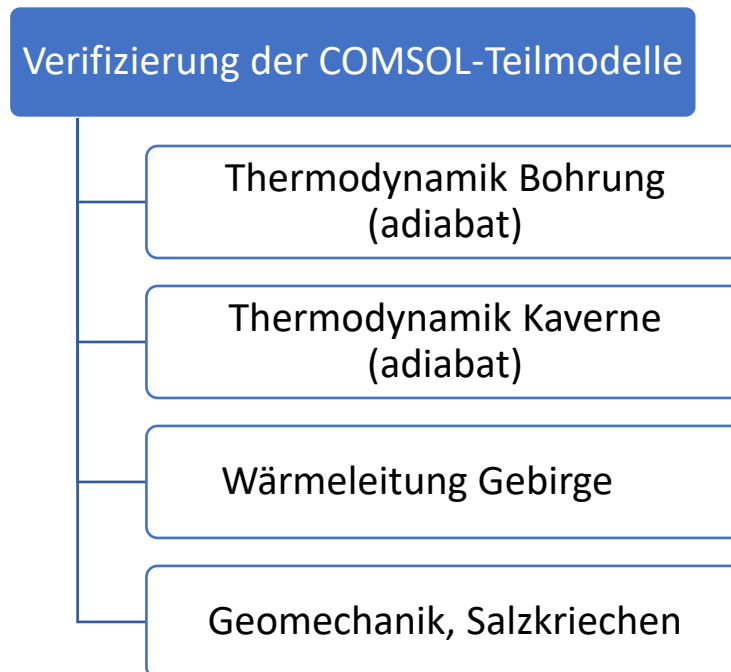 Verifizierung der COMSOL-Teilmodelle
Thermodynamik Bohrung
(adiabat)
Thermodynamik Kaverne
(adiabat)
Wärmeleitung Gebirge
Geomechanik, Salzkriechen